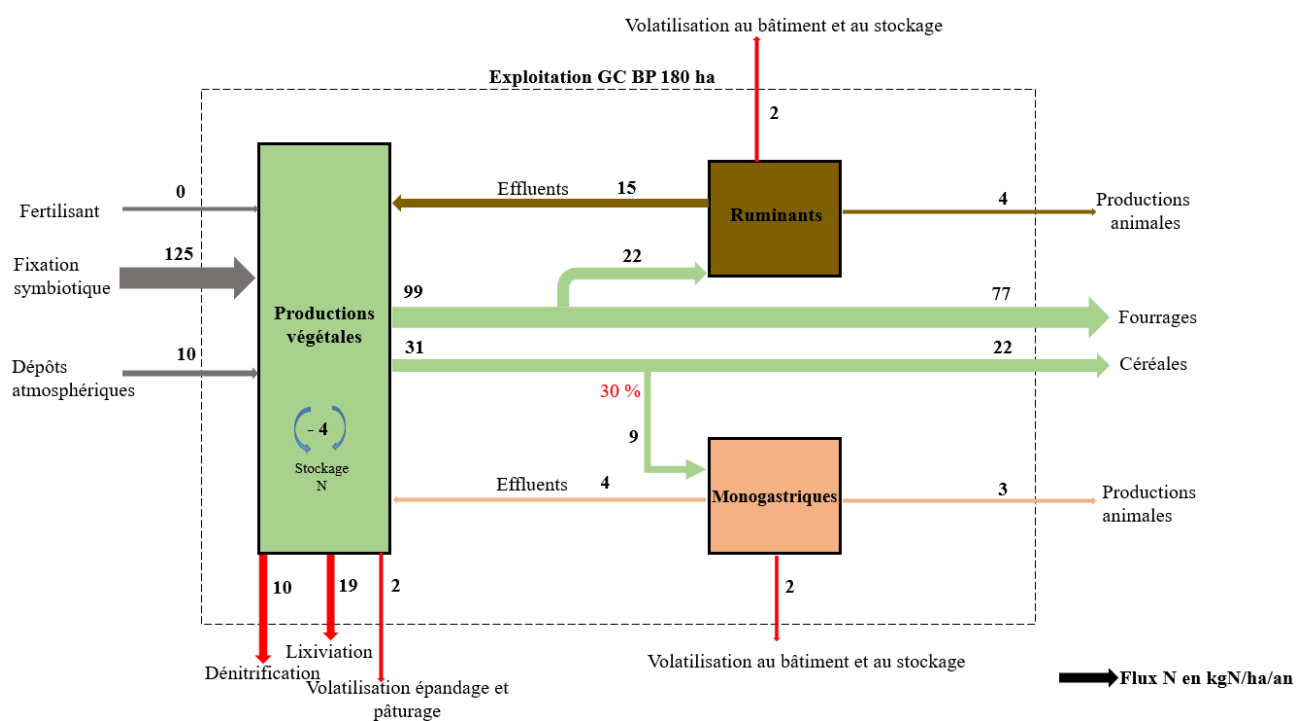 Volatilisation au bâtiment et au stockage
Exploitation GC BP 180 ha
2
0
Fertilisant
Effluents
15
Ruminants
4
Productions
animales
125
Fixation
symbiotique
22
99
77
Productions
végétales
Fourrages
31
22
Céréales
10
Dépôts
atmosphériques
30 %
- 4
9
Stockage
N
Effluents
4
Monogastriques
3
Productions
animales
10
19
2
2
Lixiviation
Dénitrification
Volatilisation au bâtiment et au stockage
Volatilisation épandage et
pâturage
Flux N en kgN/ha/an